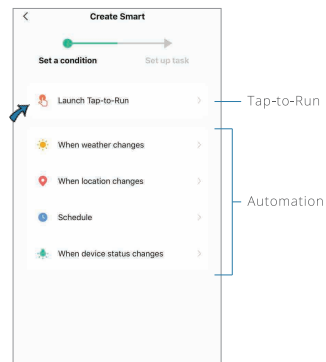 Create Smart
Set a condition Set up task
Launch Tap-to-Run
Tap-to-Run
When weather changes
When location changes
Automation
Schedule
When device status changes